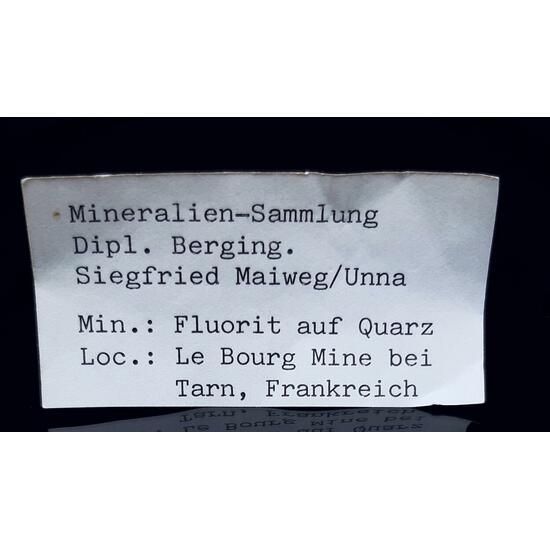 Mineralien-Sammlung
Dipl. Berging.
Siegfried Maiweg/Unna
Min.: Fluorit auf Quarz
Loc.: Le Bourg Mine bei
Tarn, Frankreich